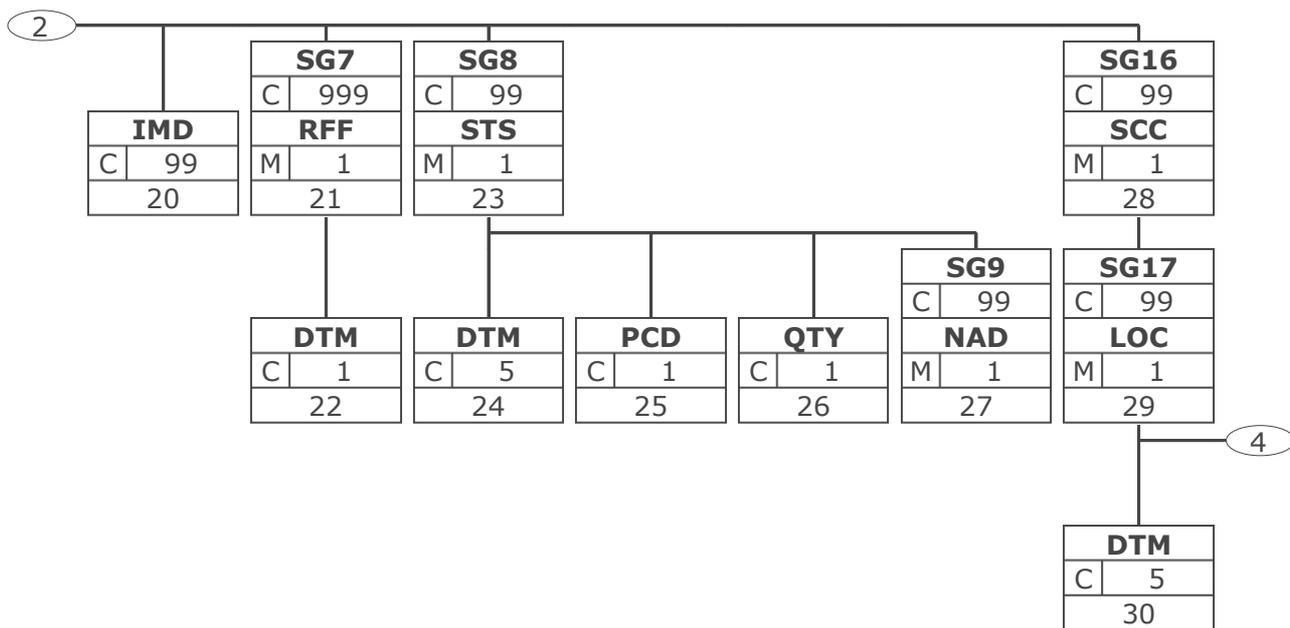 2
SG7
C 999
RFF
M 1
21
SG8
C 99
STS
M 1
23
SG16
C 99
SCC
M 1
28
IMD
C 99
20
DTM
C 1
22
DTM
C 5
24
PCD
C 1
25
QTY
C 1
26
SG9
C 99
NAD
M 1
27
SG17
C 99
LOC
M 1
29
4
DTM
C 5
30